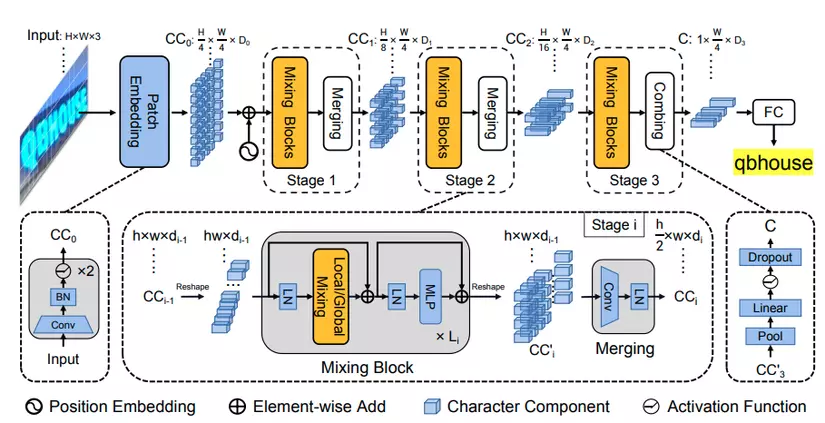 Input: H×W×3
CC₀: H/4 × W/4 × D₀
CC₁: H/8 × W/4 × D₁
CC₂: H/16 × W/4 × D₂
C: 1× W/4 × D₃
QBHOUSE
Patch Embedding
Mixing Blocks
Merging
Stage 1
Mixing Blocks
Merging
Stage 2
Mixing Blocks
Combing
Stage 3
FC
qbhouse
CC₀
×2
BN
Conv
Input
h×w×dᵢ₋₁
CCᵢ₋₁
Reshape
hw×dᵢ₋₁
LN
Local/Global Mixing
LN
MLP
× Lᵢ
Mixing Block
Reshape
h×w×dᵢ₋₁
CC'ᵢ
Stage i
Conv
LN
Merging
h/2 ×w×dᵢ
CCᵢ
C
Dropout
Linear
Pool
CC'₃
Position Embedding
Element-wise Add
Character Component
Activation Function